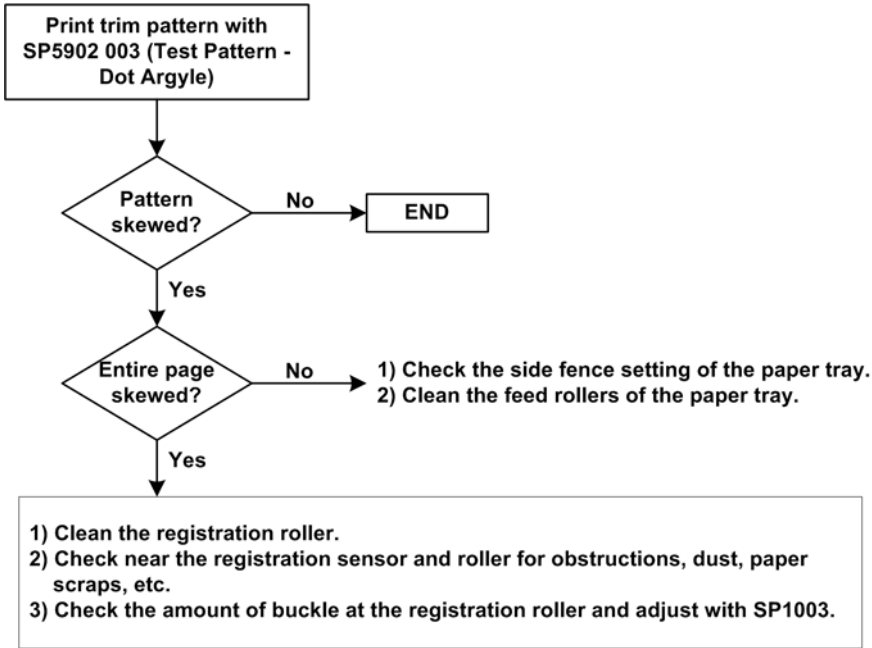 Print trim pattern with
SP5902 003 (Test Pattern -
Dot Argyle)
Pattern
skewed?
No
END
Yes
Entire page
skewed?
No
1) Check the side fence setting of the paper tray.
2) Clean the feed rollers of the paper tray.
Yes
1) Clean the registration roller.
2) Check near the registration sensor and roller for obstructions, dust, paper
scraps, etc.
3) Check the amount of buckle at the registration roller and adjust with SP1003.